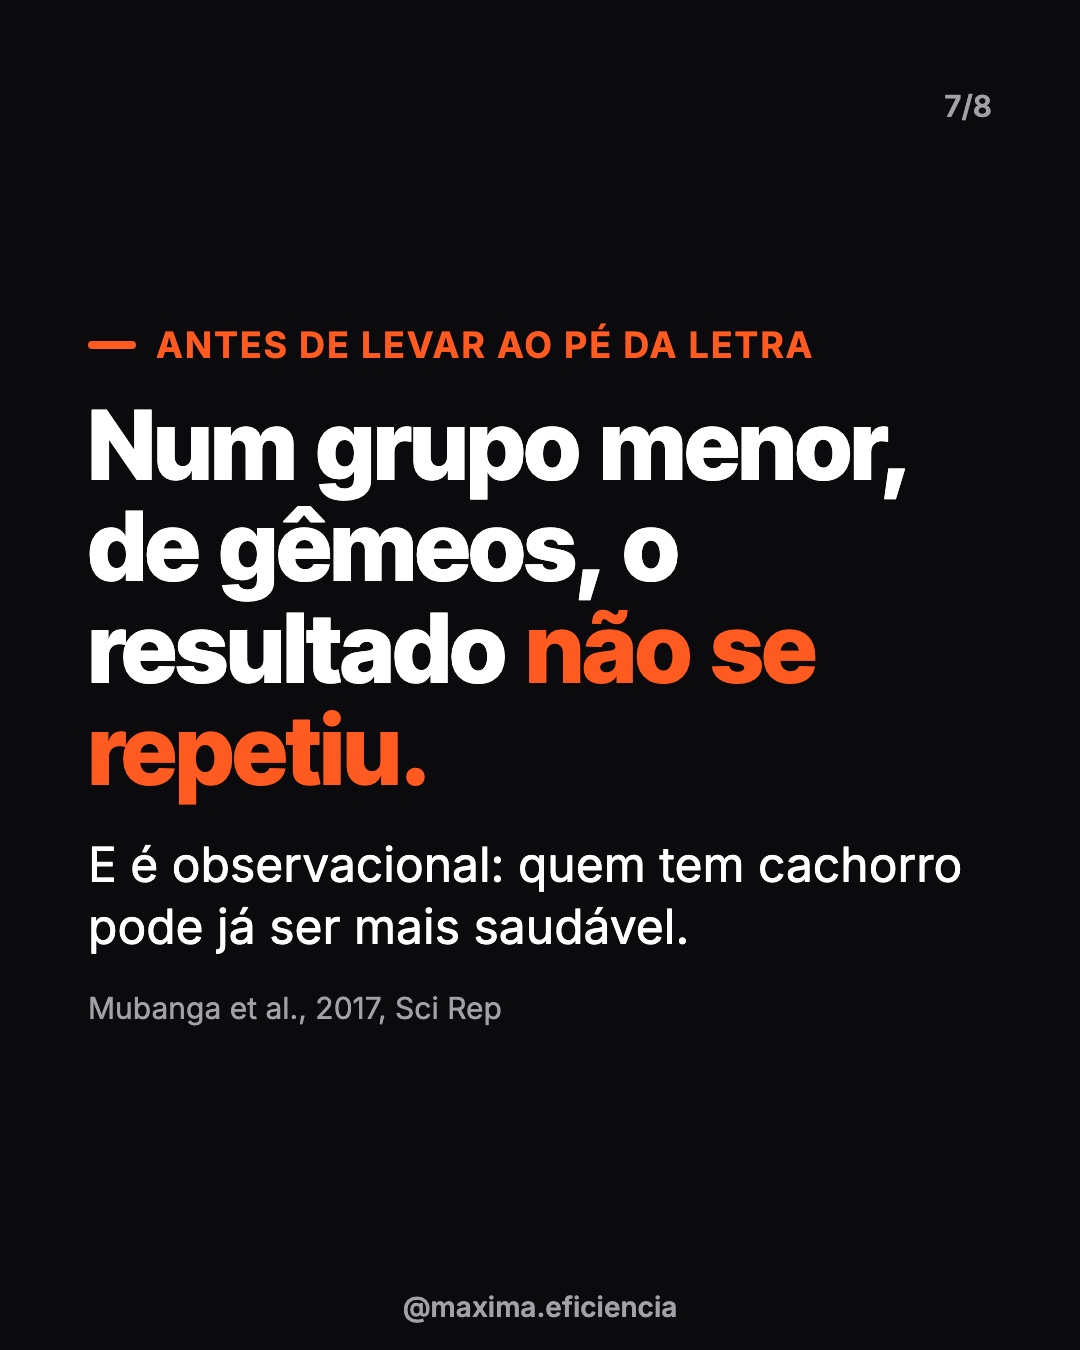 7/8
ANTES DE LEVAR AO PÉ DA LETRA
Num grupo menor,
de gêmeos, o
resultado não se
repetiu.
E é observacional: quem tem cachorro
pode já ser mais saudável.
Mubanga et al., 2017, Sci Rep
@maxima.eficiencia